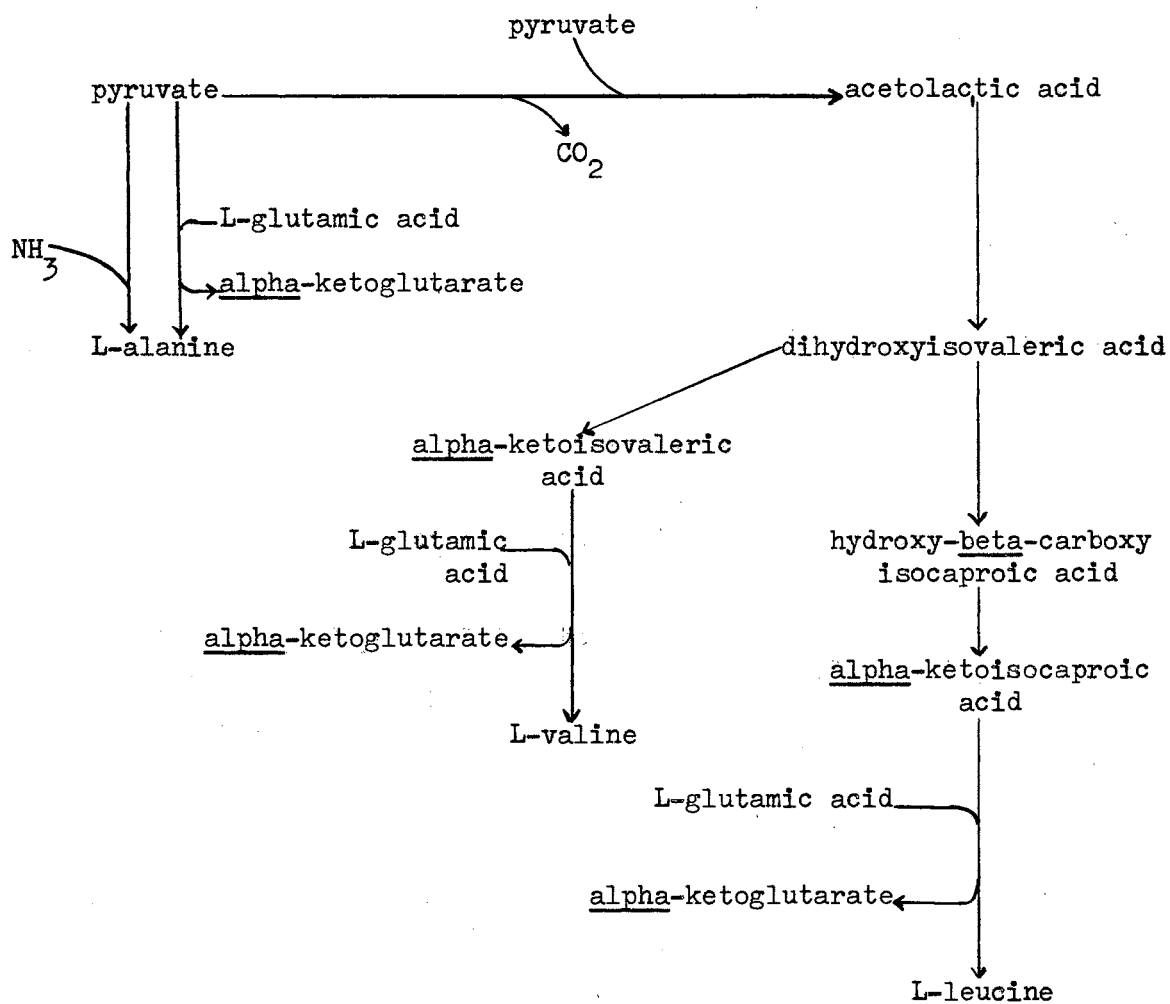 pyruvate
pyruvate
acetolactic acid
CO2
L-glutamic acid
NH3
alpha-ketoglutarate
L-alanine
dihydroxyisovaleric acid
alpha-ketoisovaleric
acid
L-glutamic
acid
hydroxy-beta-carboxy
isocaproic acid
alpha-ketoglutarate
alpha-ketoisocaproic
acid
L-valine
L-glutamic acid
alpha-ketoglutarate
L-leucine